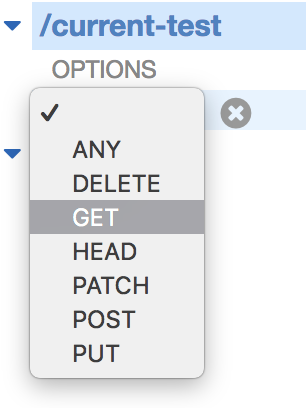 /current-test
OPTIONS
ANY
DELETE
GET
HEAD
PATCH
POST
PUT